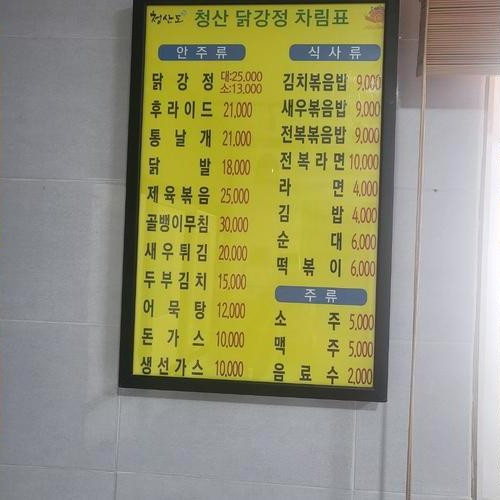 청산도 청산 닭강정 차림표
안주류
닭강정 대:25,000
소:13,000
후라이드 21,000
통날개 21,000
닭발 18,000
제육볶음 25,000
골뱅이무침 30,000
새우튀김 20,000
두부김치 15,000
어묵탕 12,000
돈가스 10,000
생선가스 10,000
식사류
김치볶음밥 9,000
새우볶음밥 9,000
전복볶음밥 9,000
전복라면 10,000
라면 4,000
김밥 4,000
순대 6,000
떡볶이 6,000
주류
소주 5,000
맥주 5,000
음료수 2,000